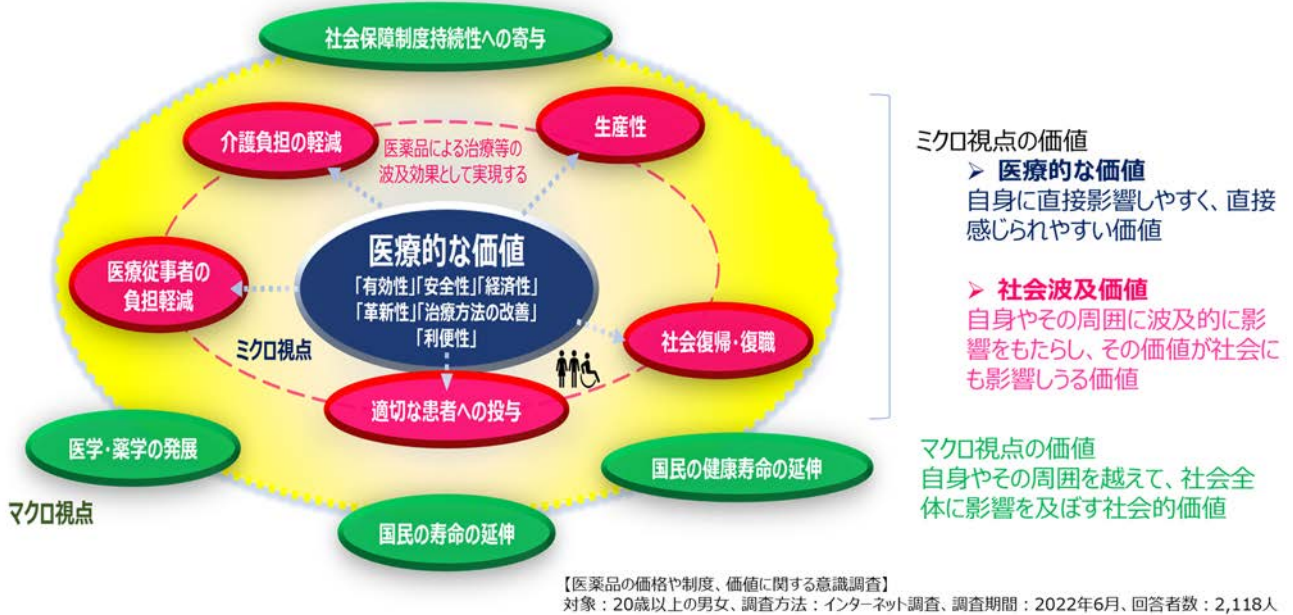 社会保障制度持続性への寄与
介護負担の軽減
生産性
医薬品による治療等の
波及効果として実現する
医療的な価値
「有効性」「安全性」「経済性」
「革新性」「治療方法の改善」
「利便性」
医療従事者の
負担軽減
ミクロ視点
社会復帰・復職
適切な患者への投与
医学・薬学の発展
国民の健康寿命の延伸
マクロ視点
国民の寿命の延伸
ミクロ視点の価値
➢ 医療的な価値
自身に直接影響しやすく、直接
感じられやすい価値
➢ 社会波及価値
自身やその周囲に波及的に影
響をもたらし、その価値が社会に
も影響しうる価値
マクロ視点の価値
自身やその周囲を越えて、社会全
体に影響を及ぼす社会的価値
【医薬品の価格や制度、価値に関する意識調査】
対象：20歳以上の男女、調査方法：インターネット調査、調査期間：2022年6月、回答者数：2,118人